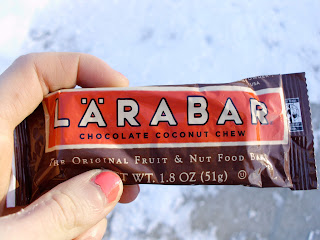 LÄRABAR
CHOCOLATE COCONUT CHEW
THE ORIGINAL FRUIT & NUT FOOD BAR
WT. 1.8 OZ (51g) U